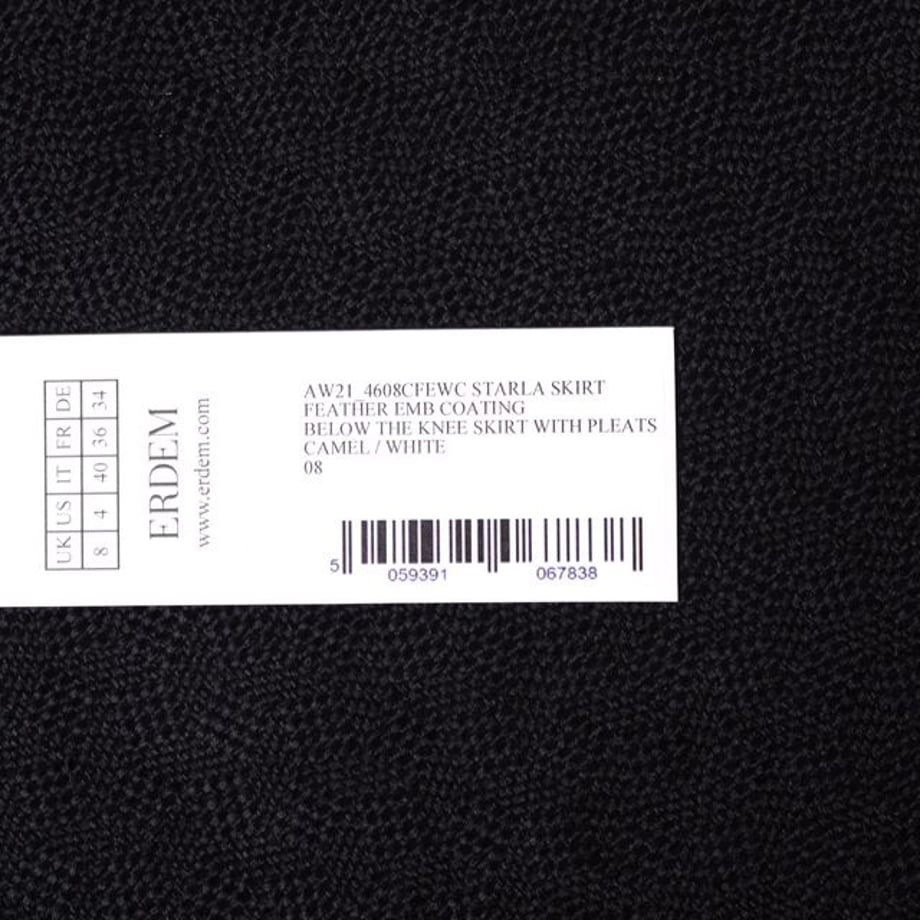 UK US IT FR DE
8 4 40 36 34
ERDEM
www.erdem.com
AW21_4608CFEWC STARLA SKIRT
FEATHER EMB COATING
BELOW THE KNEE SKIRT WITH PLEATS
CAMEL / WHITE
08
5 059391 067838